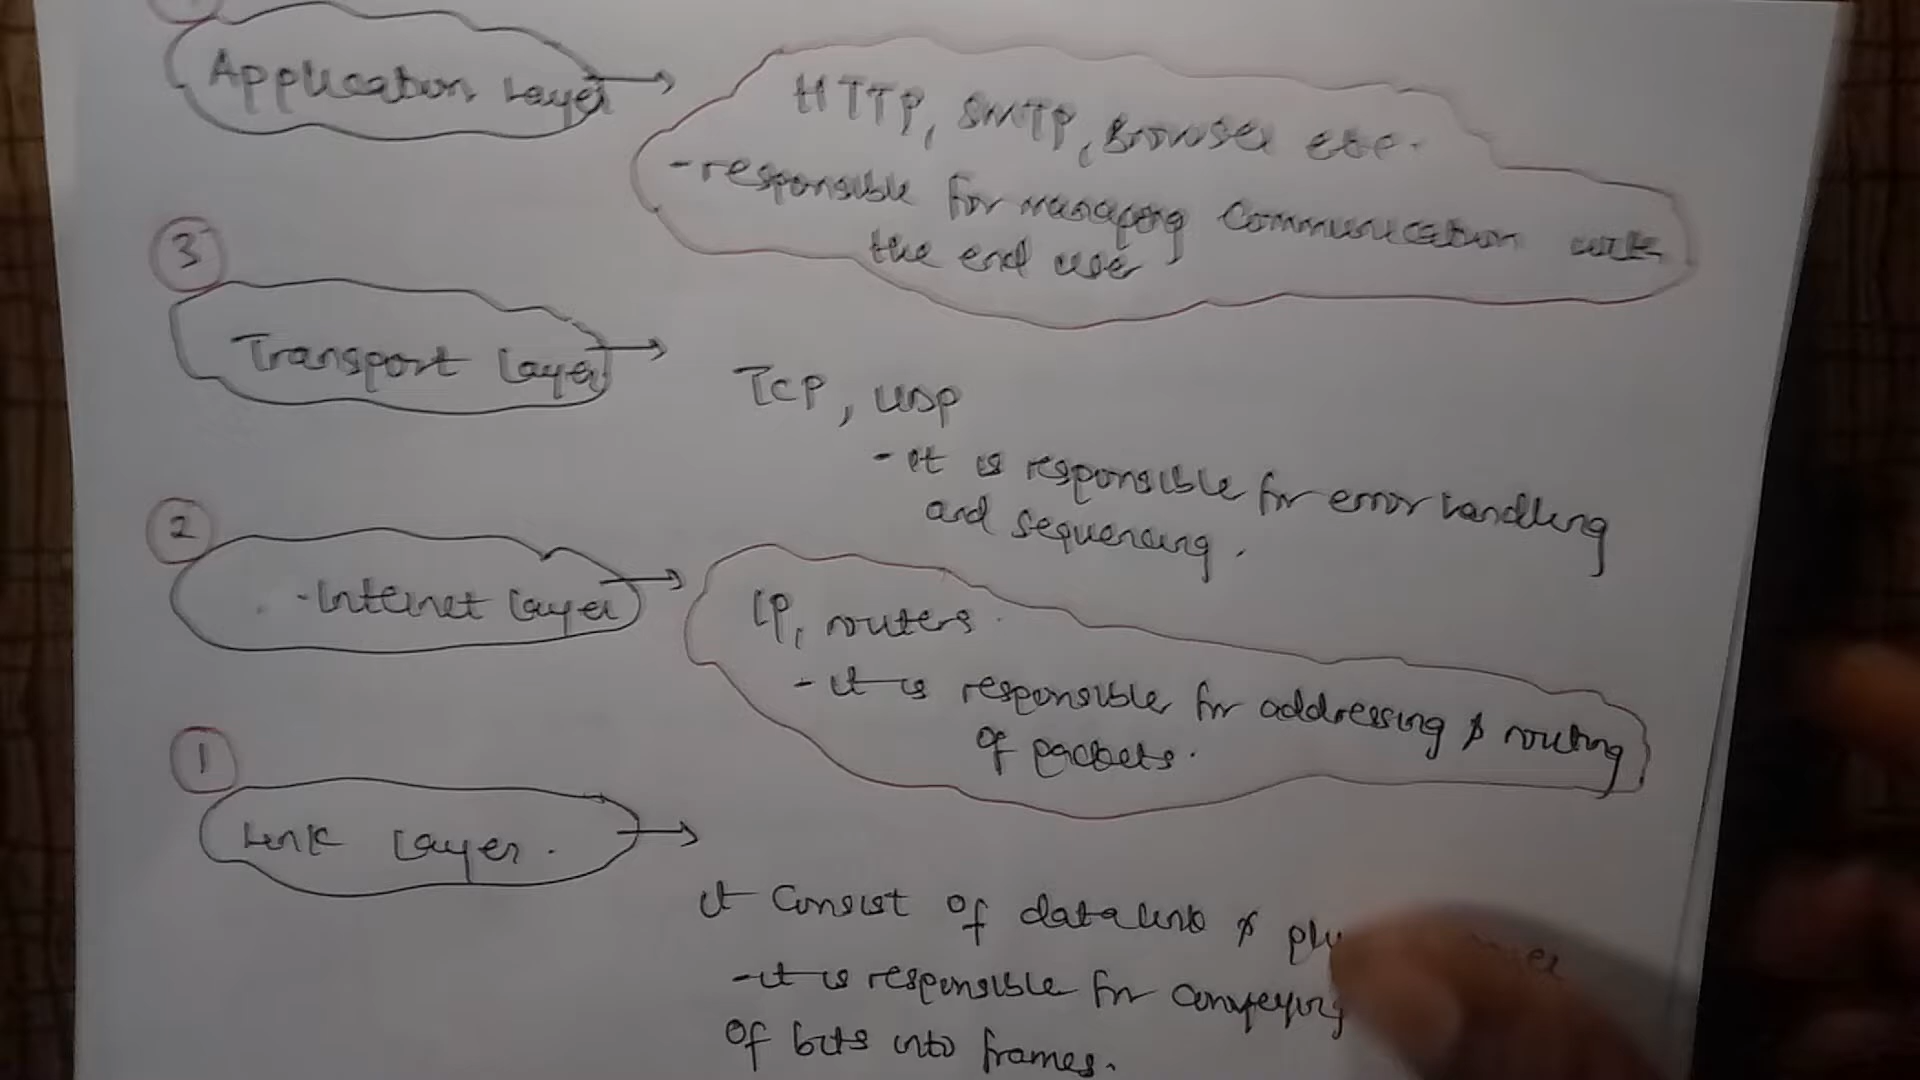 Application Layer
HTTP, SMTP, Browser etc.
- responsible for managing Communication with
the end user
3
Transport Layer
TCP, UDP
- it is responsible for error handling
and sequencing.
2
Internet Layer
IP, routers
- it is responsible for addressing & routing
of packets.
1
Link Layer.
it Consist of data link &
- it is responsible for conveying
of bits into frames.